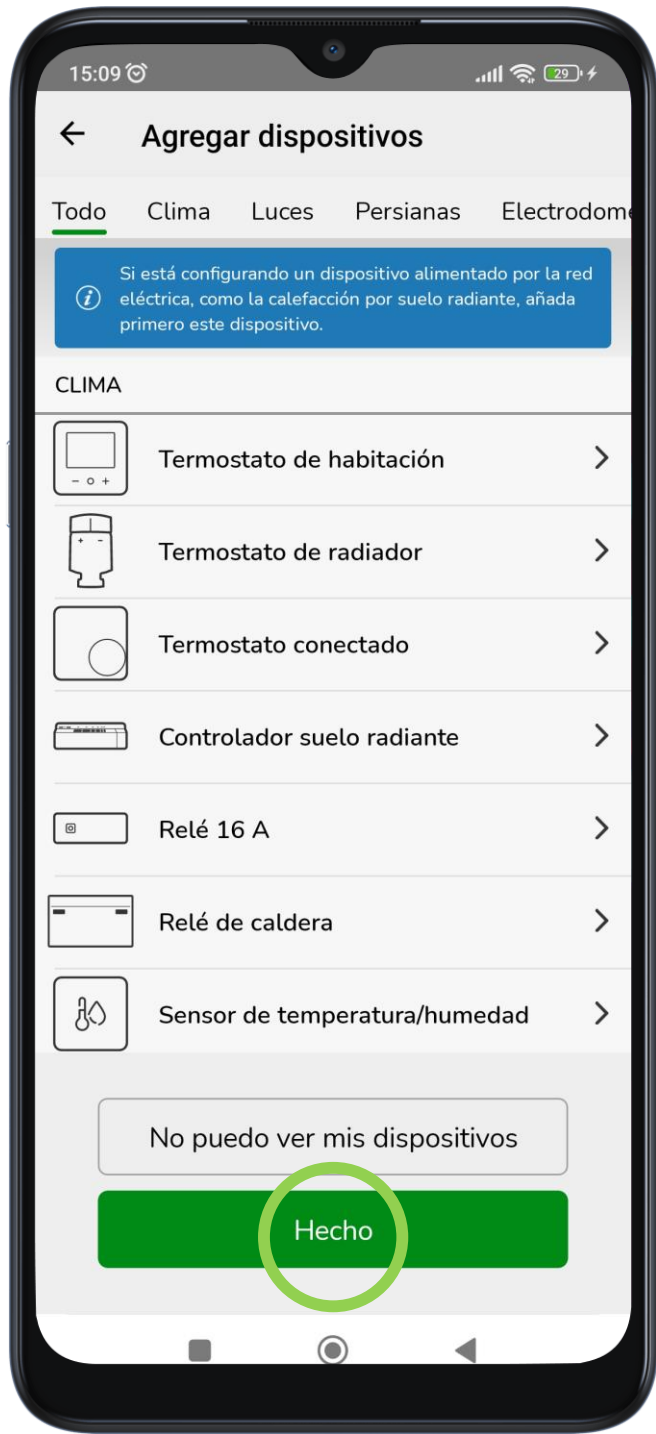 15:09
29
Agregar dispositivos
Todo Clima Luces Persianas Electrodome
Si está configurando un dispositivo alimentado por la red
eléctrica, como la calefacción por suelo radiante, añada
primero este dispositivo.
CLIMA
Termostato de habitación
Termostato de radiador
Termostato conectado
Controlador suelo radiante
Relé 16 A
Relé de caldera
Sensor de temperatura/humedad
No puedo ver mis dispositivos
Hecho